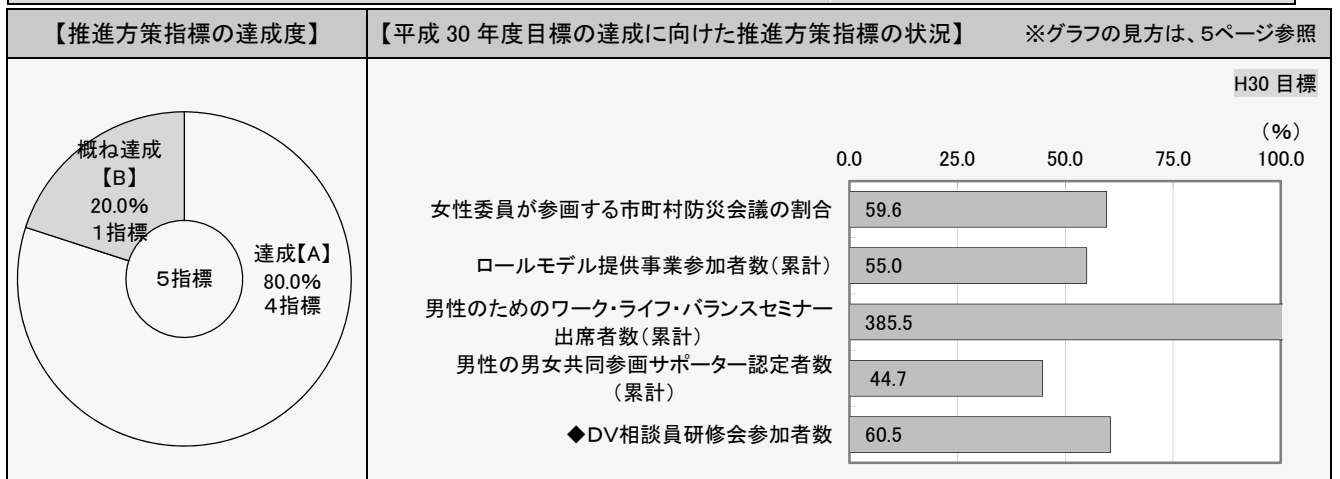 【推進方策指標の達成度】
【平成 30 年度目標の達成に向けた推進方策指標の状況】 ※グラフの見方は、5ページ参照
概ね達成
【B】
20.0%
1指標
達成【A】
80.0%
4指標
5指標
H30 目標
(%)
0.0 25.0 50.0 75.0 100.0
女性委員が参画する市町村防災会議の割合 59.6
ロールモデル提供事業参加者数(累計) 55.0
男性のためのワーク・ライフ・バランスセミナー
出席者数(累計) 385.5
男性の男女共同参画サポーター認定者数
(累計) 44.7
◆DV相談員研修会参加者数 60.5